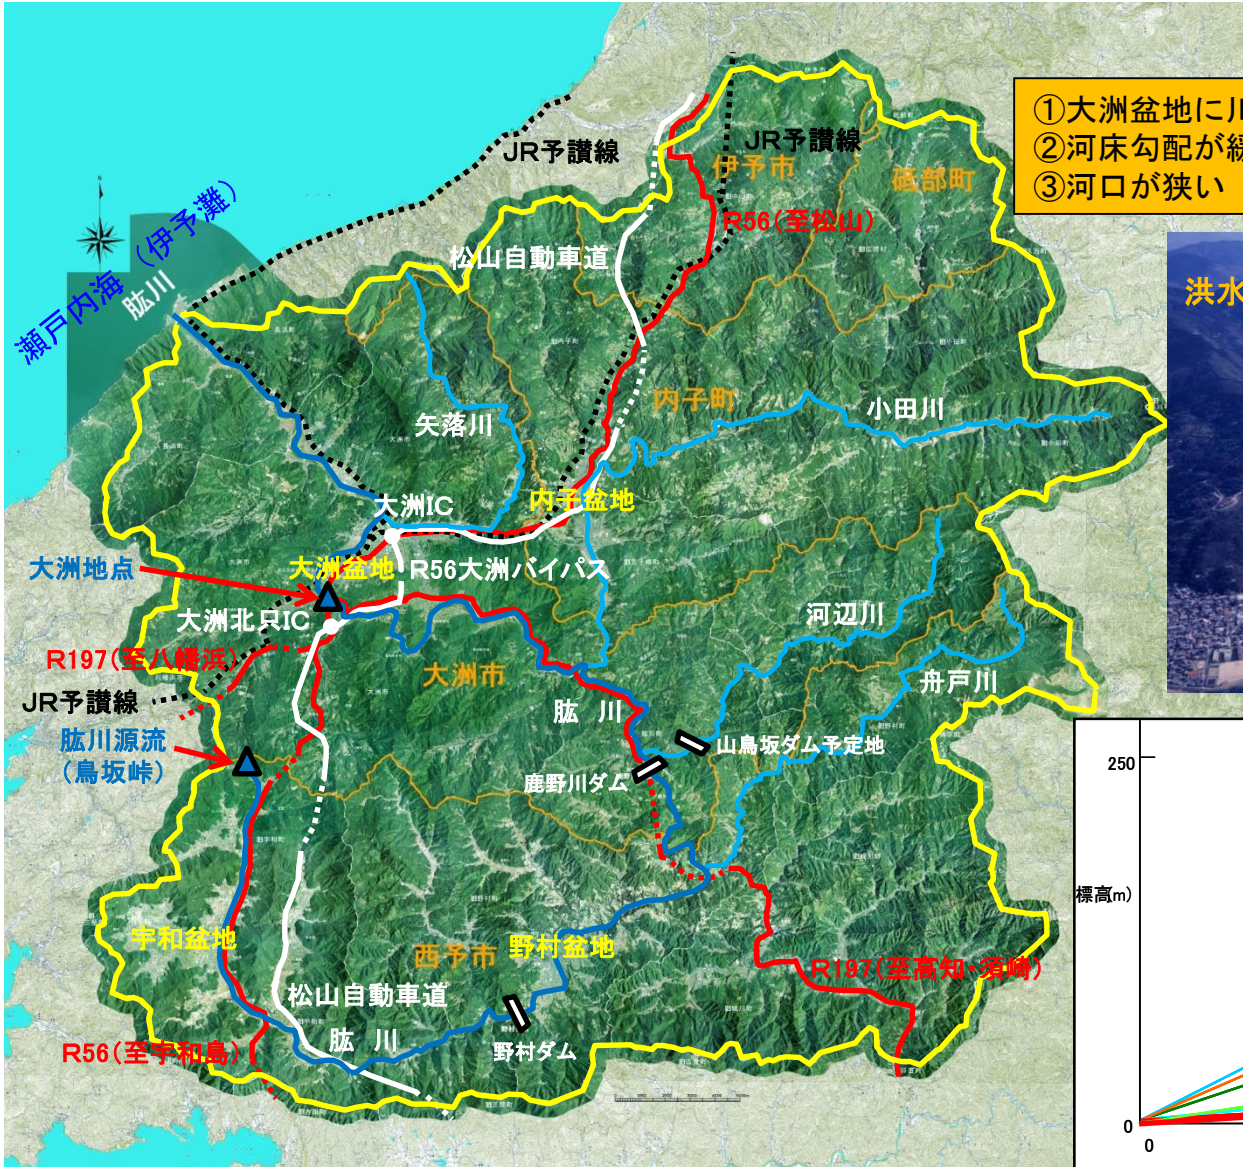 ①大洲盆地に
②河床勾配が
③河口が狭い
洪水
JR予讃線
JR予讃線
伊予市
砥部町
R56(至松山)
瀬戸内海(伊予灘)
肱川
松山自動車道
内子町
小田川
矢落川
大洲IC
内子盆地
大洲地点
大洲盆地
R56大洲バイパス
河辺川
大洲北只IC
R197(至八幡浜)
大洲市
舟戸川
JR予讃線
肱川
肱川源流
(鳥坂峠)
山鳥坂ダム予定地
鹿野川ダム
250
標高(m)
宇和盆地
西予市
野村盆地
R197(至高知・須崎)
松山自動車道
肱川
R56(至宇和島)
野村ダム
0
0